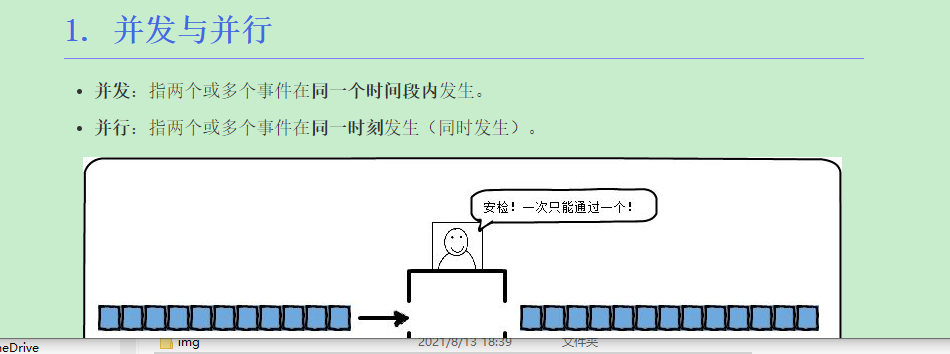 1. 并发与并行
并发：指两个或多个事件在同一个时间段内发生。
并行：指两个或多个事件在同一时刻发生（同时发生）。
安检！一次只能通过一个！
eDrive
img
2021/8/13 18:39
文件夹